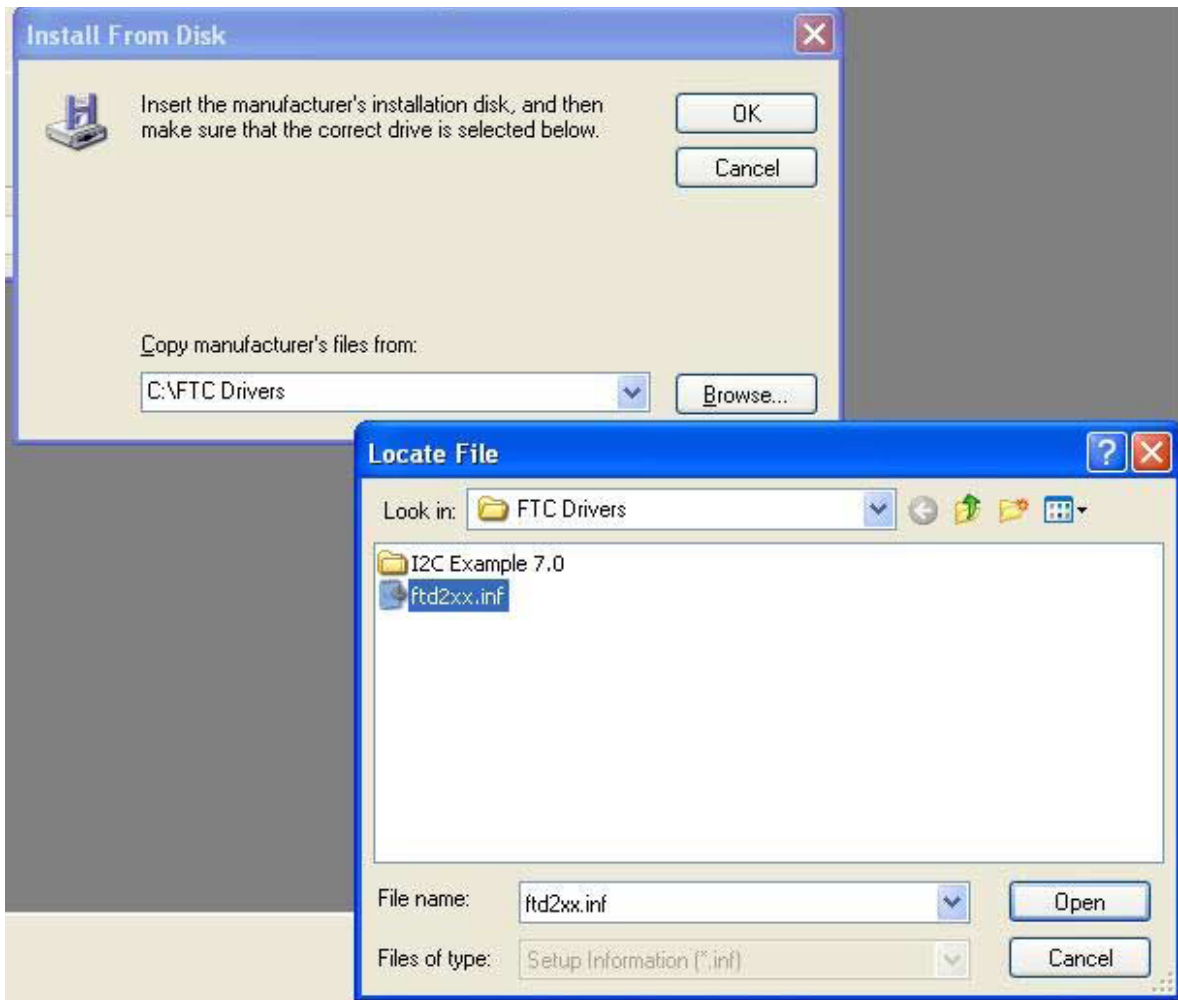 Install From Disk
Insert the manufacturer's installation disk, and then
make sure that the correct drive is selected below.
OK
Cancel
Copy manufacturer's files from:
C:\FTC Drivers
Browse...
Locate File
Look in:
FTC Drivers
I2C Example 7.0
ftd2xx.inf
File name:
ftd2xx.inf
Open
Files of type:
Setup Information (*.inf)
Cancel